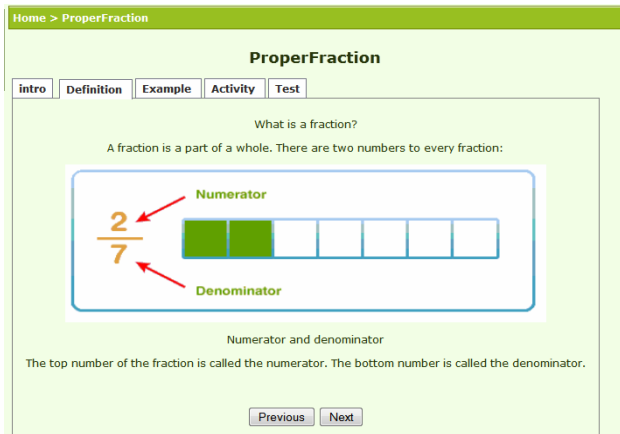 Home > ProperFraction
ProperFraction
intro Definition Example Activity Test
What is a fraction?
A fraction is a part of a whole. There are two numbers to every fraction:
Numerator
2
7
Denominator
Numerator and denominator
The top number of the fraction is called the numerator. The bottom number is called the denominator.
Previous Next